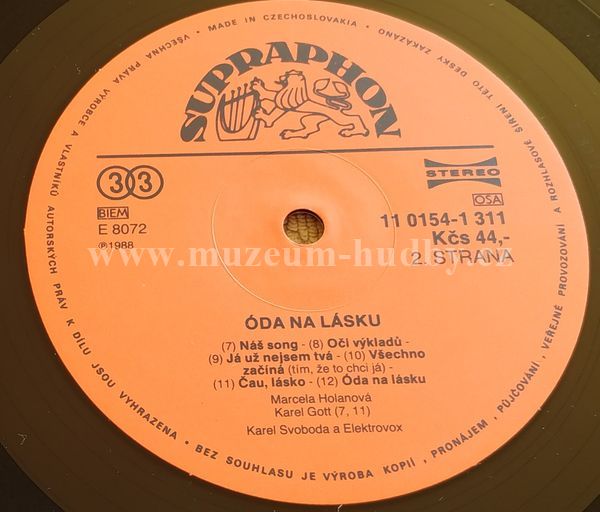 VŠECHNA PRÁVA VÝROBCE A VLASTNÍKŮ AUTORSKÝCH PRÁV K DÍLU JSOU VYHRAZENA • BEZ SOUHLASU JE VÝROBA KOPIÍ, PRONÁJEM, PŮJČOVÁNÍ, VEŘEJNÉ PROVOZOVÁNÍ A ROZHLASOVÉ ŠÍŘENÍ TÉTO DESKY ZAKÁZÁNO • MADE IN CZECHOSLOVAKIA •
SUPRAPHON
33
STEREO
BIEM
OSA
E 8072
11 0154-1 311
Ⓟ1988
Kčs 44,-
www.muzeum-hudby.cz
2. STRANA
ÓDA NA LÁSKU
(7) Náš song - (8) Oči výkladů -
(9) Já už nejsem tvá - (10) Všechno
začíná (tím, že to chci já)
(11) Čau, lásko - (12) Óda na lásku
Marcela Holanová
Karel Gott (7, 11)
Karel Svoboda a Elektrovox